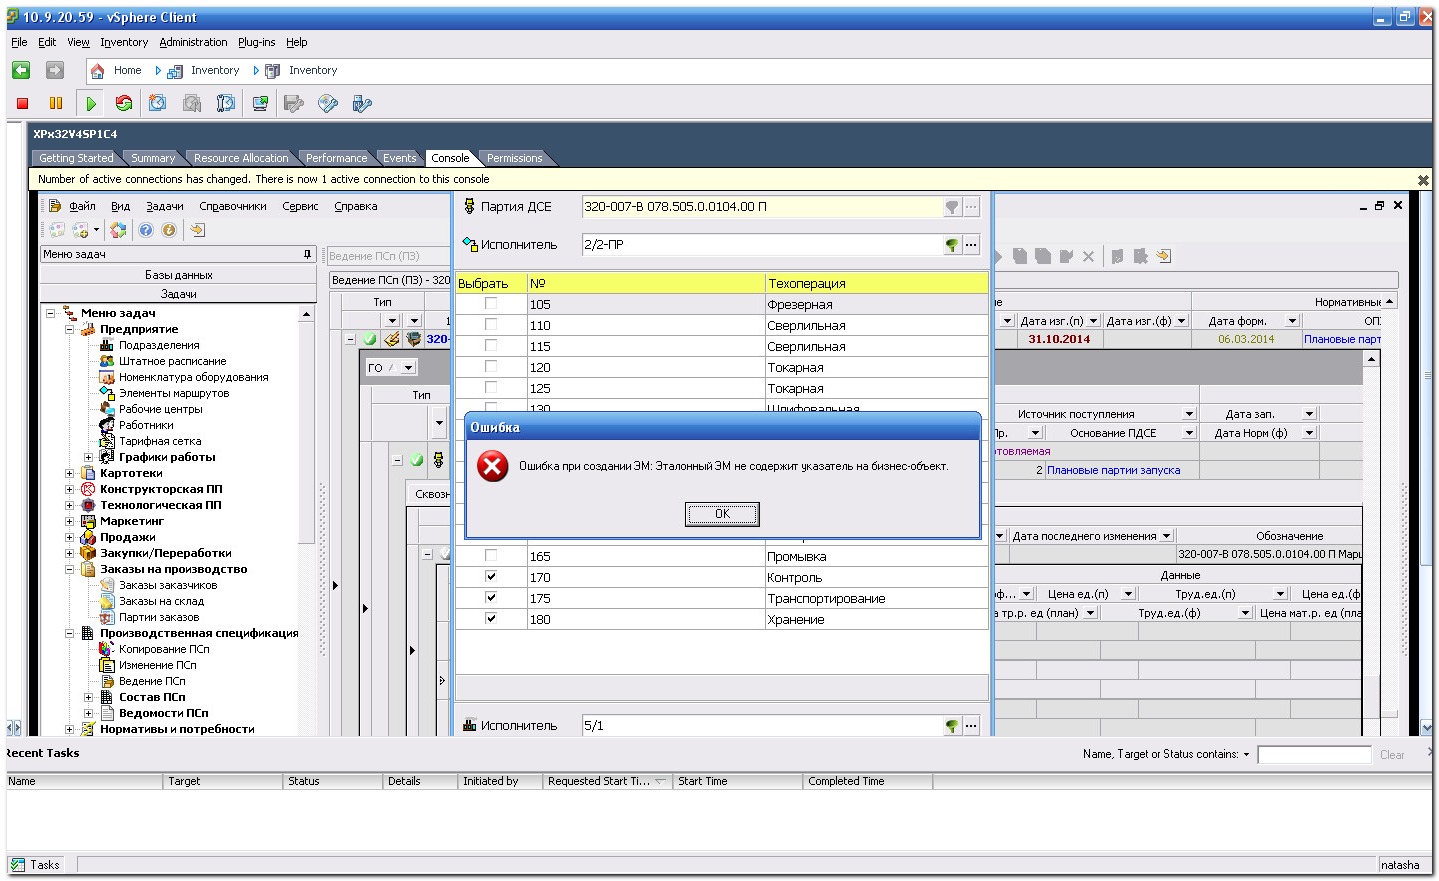 10.9.20.59 - vSphere Client
File Edit View Inventory Administration Plug-ins Help
Home Inventory Inventory
XPx32V4SP1C4
Getting Started Summary Resource Allocation Performance Events Console Permissions
Number of active connections has changed. There is now 1 active connection to this console
Файл Вид Задачи Справочники Сервис Справка
Меню задач
Базы данных
Задачи
Меню задач
Предприятие
Подразделения
Штатное расписание
Номенклатура оборудования
Элементы маршрутов
Рабочие центры
Работники
Тарифная сетка
Графики работы
Картотеки
Конструкторская ПП
Технологическая ПП
Маркетинг
Продажи
Закупки/Переработки
Заказы на производство
Заказы заказчиков
Заказы на склад
Партии заказов
Производственная спецификация
Копирование ПСп
Изменение ПСп
Ведение ПСп
Состав ПСп
Ведомости ПСп
Нормативы и потребности
Ведение ПСп (ПЗ)
Ведение ПСп (ПЗ) - 320
Тип
1
320-
ГО
Тип
Сквозн
Партия ДСЕ 320-007-В 078.505.0.0104.00 П
Исполнитель 2/2-ПР
Выбрать № Техоперация
105 Фрезерная
110 Сверлильная
115 Сверлильная
120 Токарная
125 Токарная
130 Шлифовальная
Ошибка
Ошибка при создании ЭМ: Эталонный ЭМ не содержит указатель на бизнес-объект.
OK
165 Промывка
170 Контроль
175 Транспортирование
180 Хранение
Исполнитель 5/1
ие Нормативные
Дата изг.(п) Дата изг.(ф) Дата форм. ОПЗ
31.10.2014 06.03.2014 Плановые парт
Источник поступления Дата зап.
Пр. Основание ПДСЕ Дата Норм (ф)
отовляемая
2 Плановые партии запуска
Дата последнего изменения Обозначение
320-007-В 078.505.0.0104.00 П Марш
Данные
ф... Цена ед.(п) Труд.ед.(п) Цена ед.(ф
а тр.р. ед (план) Труд.ед.(ф) Цена мат.р. ед (пла
Recent Tasks Name, Target or Status contains: Clear
Name Target Status Details Initiated by Requested Start Ti... Start Time Completed Time
Tasks natasha